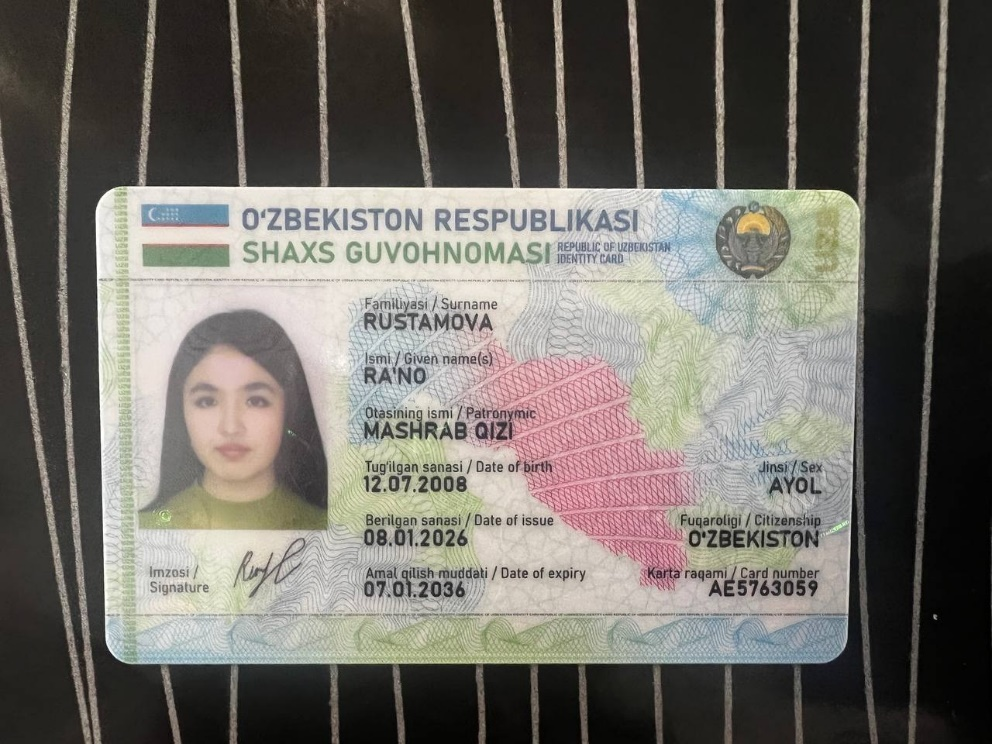 O‘ZBEKISTON RESPUBLIKASI
SHAXS GUVOHNOMASI
REPUBLIC OF UZBEKISTAN
IDENTITY CARD
Familiyasi / Surname
RUSTAMOVA
Ismi / Given name(s)
RA'NO
Otasining ismi / Patronymic
MASHRAB QIZI
Tug‘ilgan sanasi / Date of birth
12.07.2008
Jinsi / Sex
AYOL
Berilgan sanasi / Date of issue
08.01.2026
Fuqaroligi / Citizenship
O‘ZBEKISTON
Imzosi /
Signature
Amal qilish muddati / Date of expiry
07.01.2036
Karta raqami / Card number
AE5763059